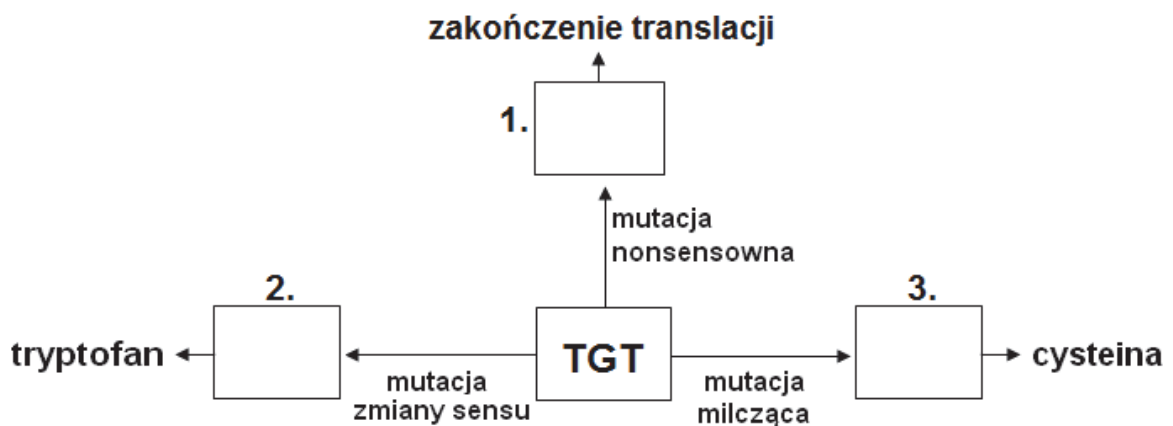 zakończenie translacji
1.
mutacja
nonsensowna
2.
3.
tryptofan
TGT
cysteina
mutacja
zmiany sensu
mutacja
milcząca